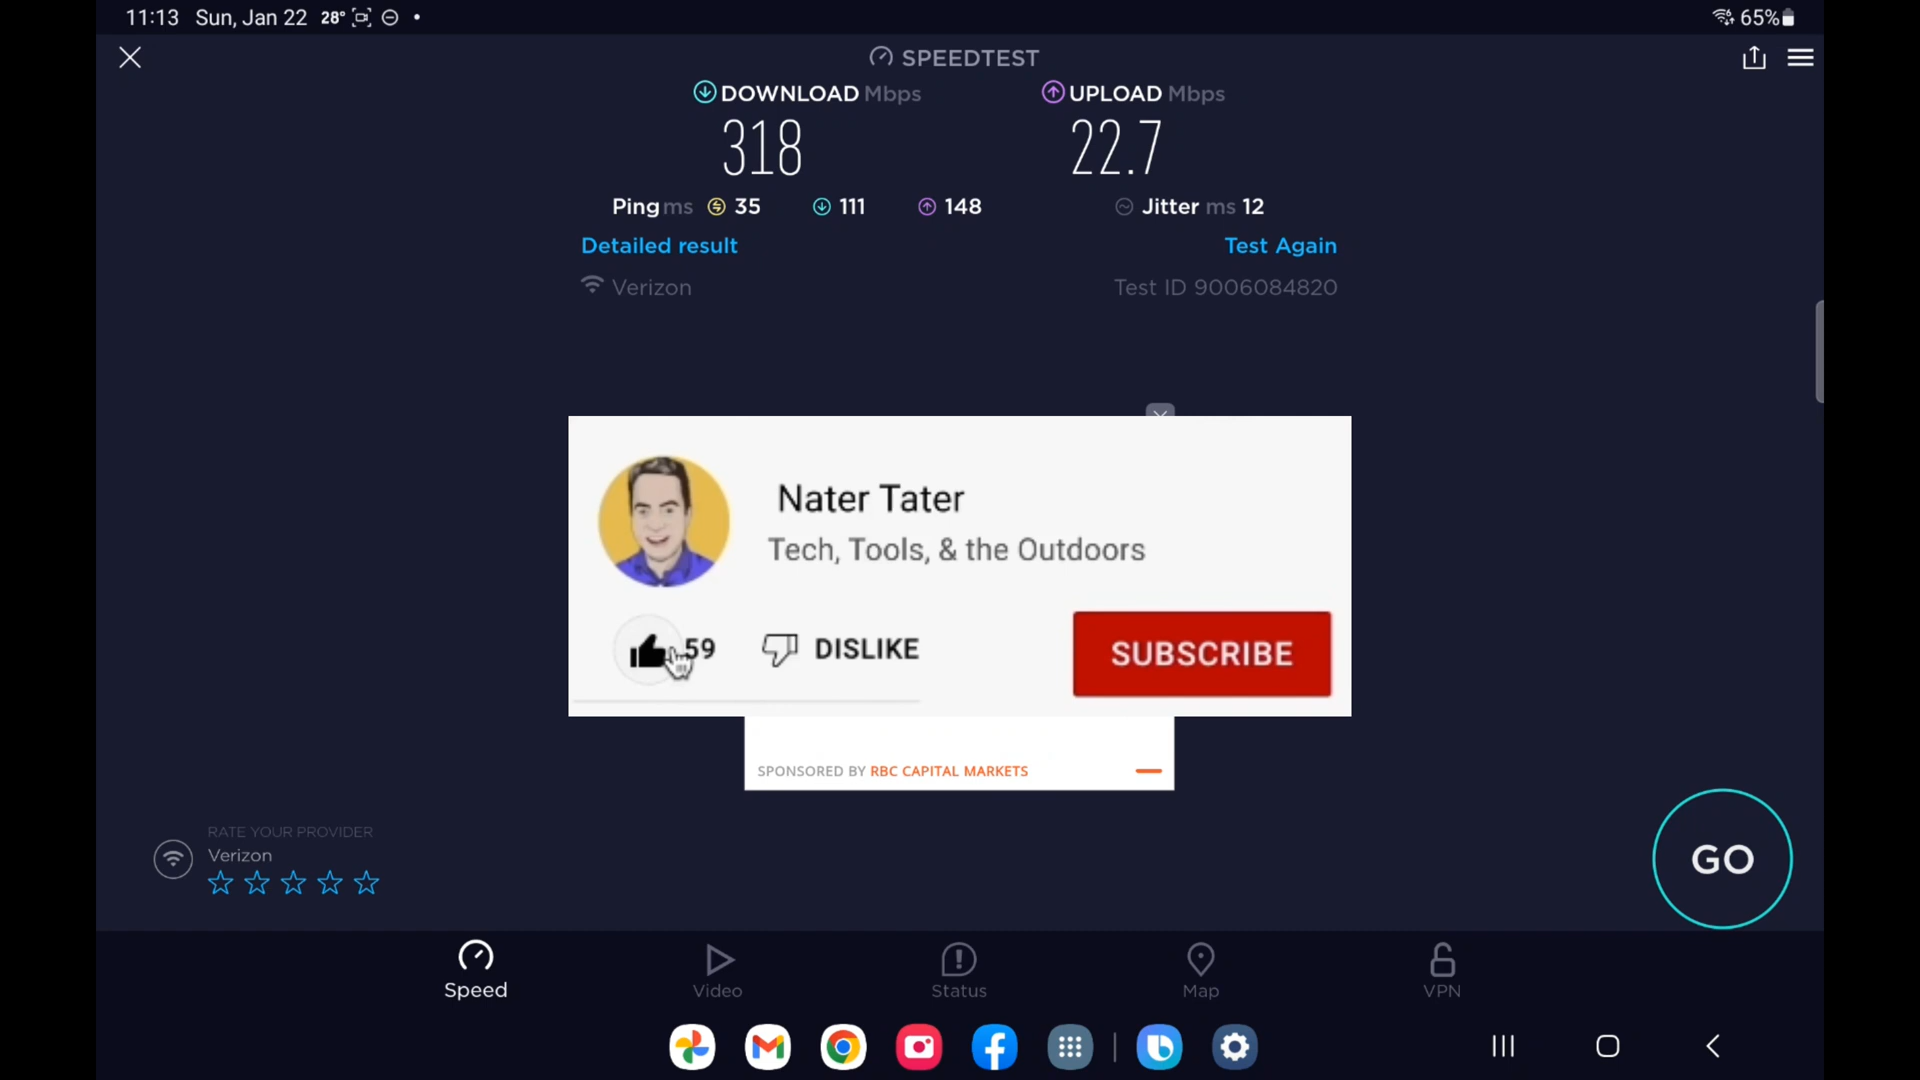 11:13 Sun, Jan 22 28° 65%
SPEEDTEST
DOWNLOAD Mbps UPLOAD Mbps
318 22.7
Ping ms 35 111 148 Jitter ms 12
Detailed result Test Again
Verizon Test ID 9006084820
Nater Tater
Tech, Tools, & the Outdoors
59 DISLIKE SUBSCRIBE
SPONSORED BY RBC CAPITAL MARKETS
RATE YOUR PROVIDER
Verizon
GO
Speed Video Status Map VPN